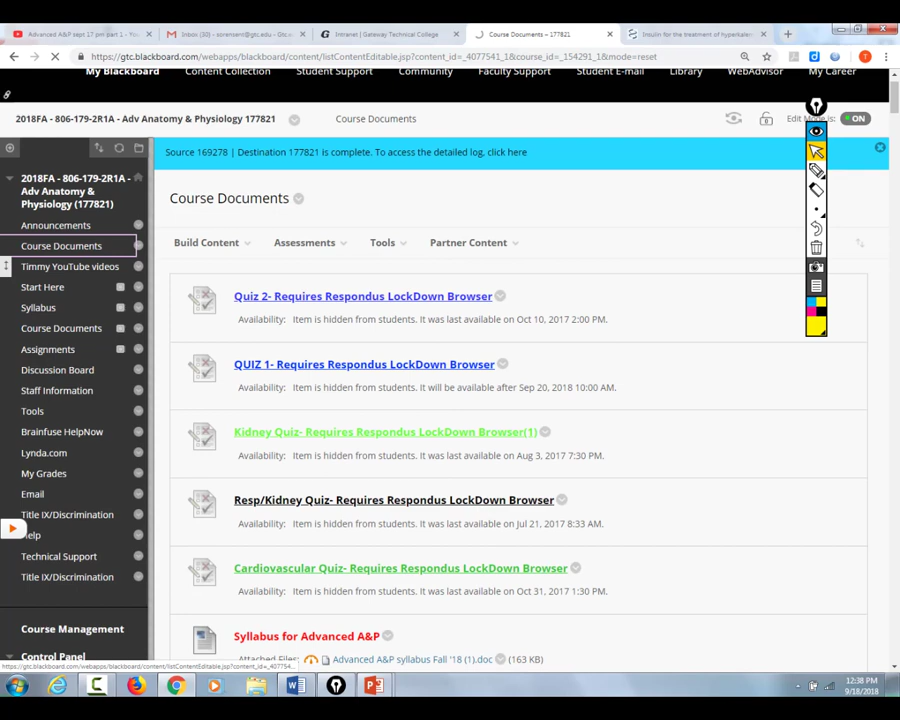 Advanced A&P sept 17 pm part 1 - You
Inbox (30) - sorensent@gtc.edu - G
Intranet | Gateway Technical College
Course Documents – 177821
Insulin for the treatment of hyperkalem
https://gtc.blackboard.com/webapps/blackboard/content/listContentEditable.jsp?content_id=_4077541_1&course_id=_154291_1&mode=reset
My Blackboard Content Collection Student Support Community Faculty Support Student E-mail Library WebAdvisor My Career
2018FA - 806-179-2R1A - Adv Anatomy & Physiology 177821
Course Documents
Edit Mode is: ON
Source 169278 | Destination 177821 is complete. To access the detailed log, click here
2018FA - 806-179-2R1A -
Adv Anatomy &
Physiology (177821)
Announcements
Course Documents
Timmy YouTube videos
Start Here
Syllabus
Course Documents
Assignments
Discussion Board
Staff Information
Tools
Brainfuse HelpNow
Lynda.com
My Grades
Email
Title IX/Discrimination
Help
Technical Support
Title IX/Discrimination
Course Management
Control Panel
Course Documents
Build Content Assessments Tools Partner Content
Quiz 2- Requires Respondus LockDown Browser
Availability: Item is hidden from students. It was last available on Oct 10, 2017 2:00 PM.
QUIZ 1- Requires Respondus LockDown Browser
Availability: Item is hidden from students. It will be available after Sep 20, 2018 10:00 AM.
Kidney Quiz- Requires Respondus LockDown Browser(1)
Availability: Item is hidden from students. It was last available on Aug 3, 2017 7:30 PM.
Resp/Kidney Quiz- Requires Respondus LockDown Browser
Availability: Item is hidden from students. It was last available on Jul 21, 2017 8:33 AM.
Cardiovascular Quiz- Requires Respondus LockDown Browser
Availability: Item is hidden from students. It was last available on Oct 31, 2017 1:30 PM.
Syllabus for Advanced A&P
Attached Files: Advanced A&P syllabus Fall '18 (1).doc (163 KB)
https://gtc.blackboard.com/webapps/blackboard/content/listContentEditable.jsp?content_id=_407754...
12:38 PM
9/18/2018